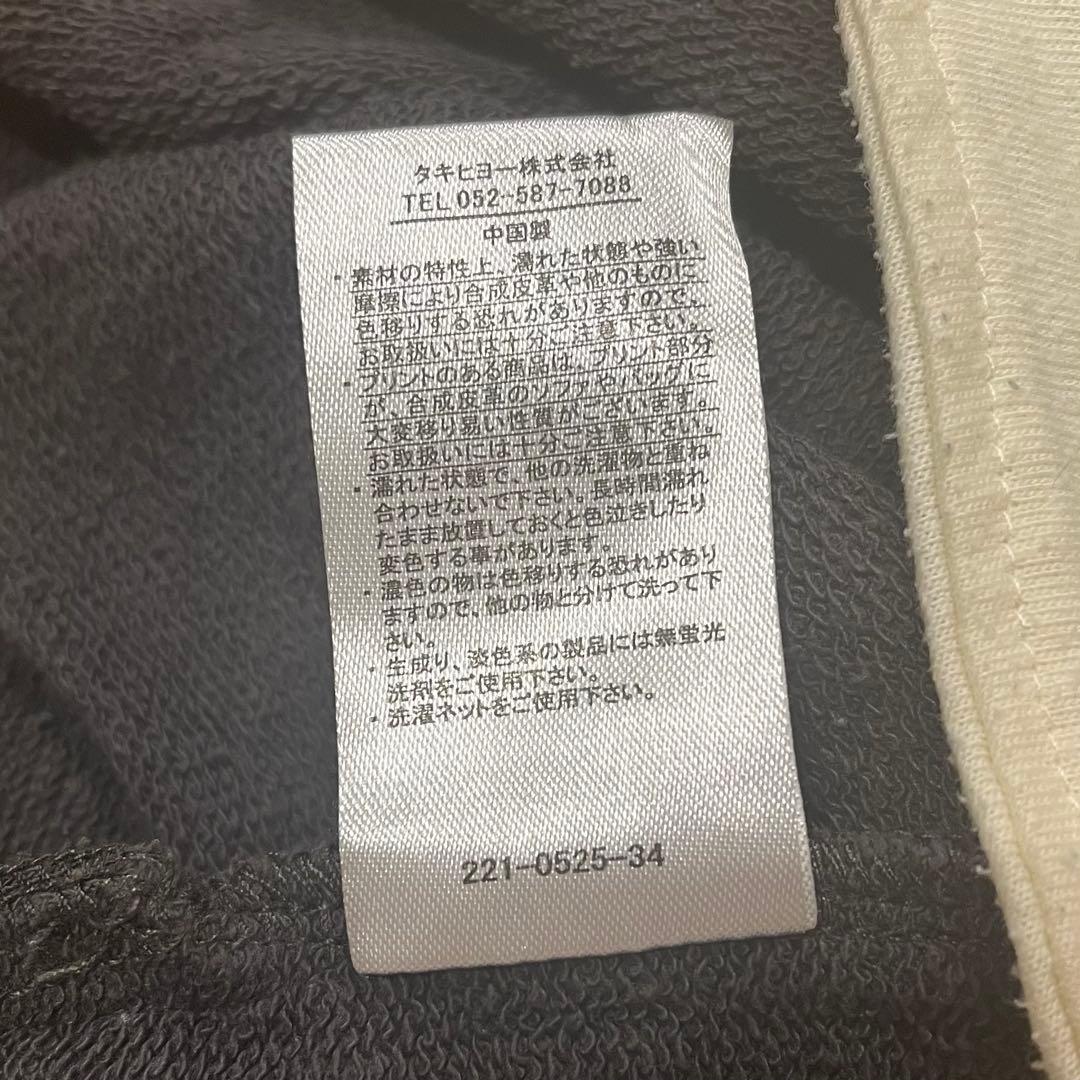 タキヒヨー株式会社
TEL 052-587-7088
中国製
・素材の特性上、濡れた状態や強い
摩擦により合成皮革や他のものに
色移りする恐れがありますので、
お取扱いには十分ご注意下さい。
・プリントのある商品は、プリント部分
が、合成皮革のソファやバッグに
大変移り易い性質がございます。
お取扱いには十分ご注意下さい。
・濡れた状態で、他の洗濯物と重ね
合わせないで下さい。長時間濡れ
たまま放置しておくと色泣きしたり
変色する事があります。
・濃色の物は色移りする恐れがあり
ますので、他の物と分けて洗って下
さい。
・生成り、淡色系の製品には無蛍光
洗剤をご使用下さい。
・洗濯ネットをご使用下さい。
221-0525-34